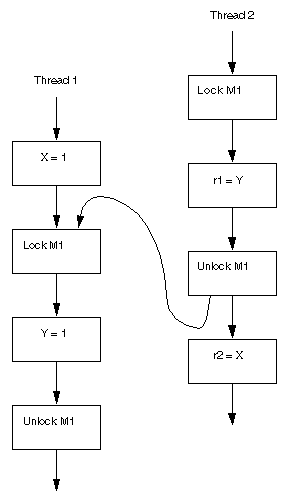 Thread 1
X = 1
Lock M1
Y = 1
Unlock M1
Thread 2
Lock M1
r1 = Y
Unlock M1
r2 = X